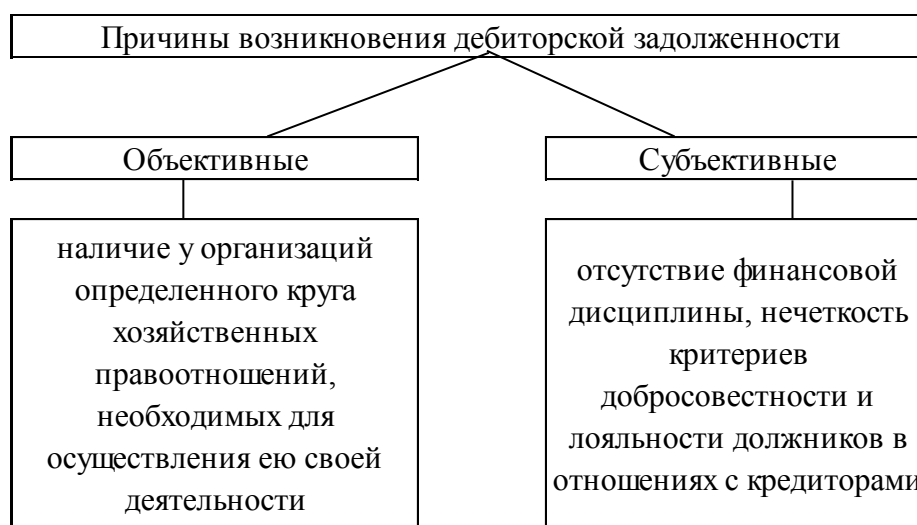 Причины возникновения дебиторской задолженности
Объективные
Субъективные
наличие у организаций
определенного круга
хозяйственных
правоотношений,
необходимых для
осуществления ею своей
деятельности
отсутствие финансовой
дисциплины, нечеткость
критериев
добросовестности и
лояльности должников в
отношениях с кредиторами